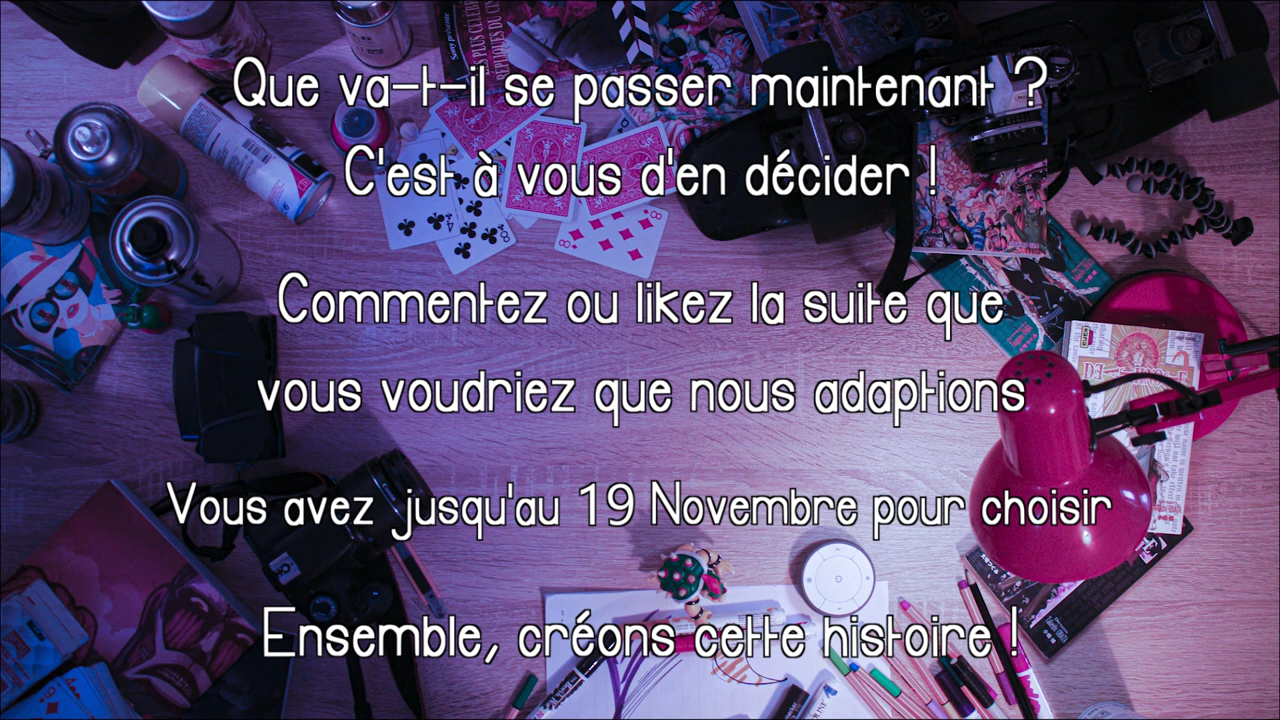 Que va-t-il se passer maintenant ?
C'est à vous d'en décider !
Commentez ou likez la suite que
vous voudriez que nous adaptions
Vous avez jusqu'au 19 Novembre pour choisir
Ensemble, créons cette histoire !